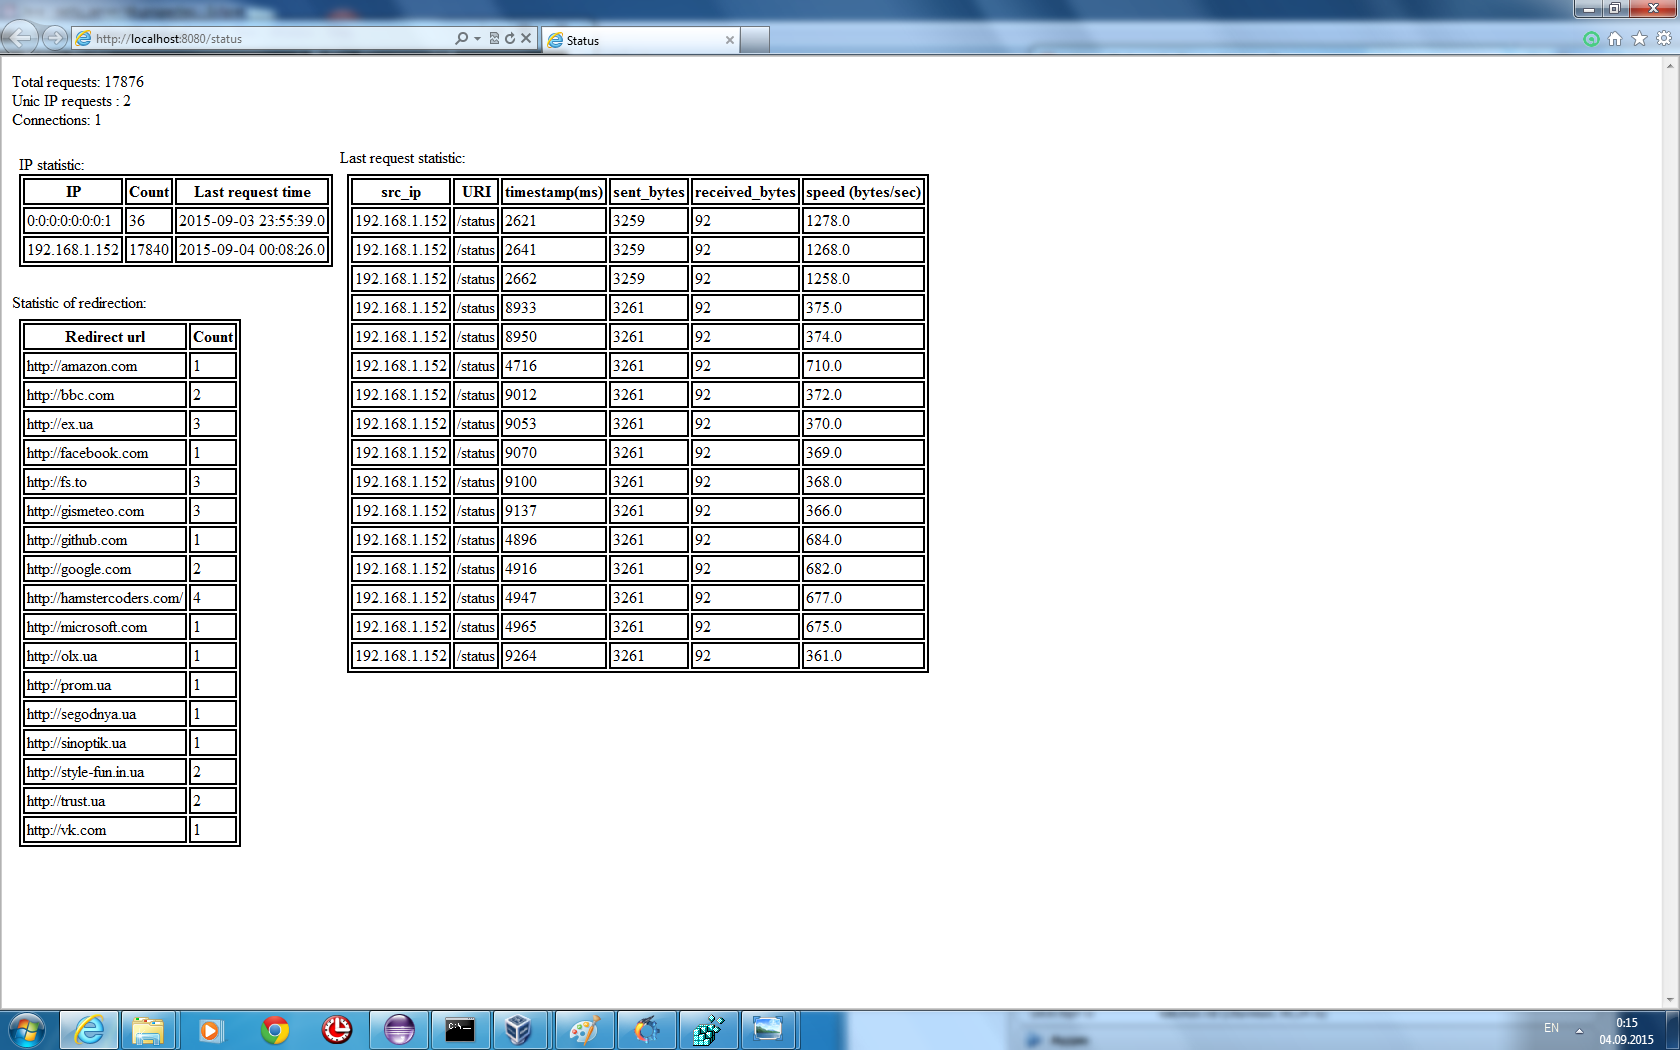 http://localhost:8080/status
Status
Total requests: 17876
Unic IP requests : 2
Connections: 1
IP statistic:
IP Count Last request time
0:0:0:0:0:0:0:1 36 2015-09-03 23:55:39.0
192.168.1.152 17840 2015-09-04 00:08:26.0
Statistic of redirection:
Redirect url Count
http://amazon.com 1
http://bbc.com 2
http://ex.ua 3
http://facebook.com 1
http://fs.to 3
http://gismeteo.com 3
http://github.com 1
http://google.com 2
http://hamstercoders.com/ 4
http://microsoft.com 1
http://olx.ua 1
http://prom.ua 1
http://segodnya.ua 1
http://sinoptik.ua 1
http://style-fun.in.ua 2
http://trust.ua 2
http://vk.com 1
Last request statistic:
src_ip URI timestamp(ms) sent_bytes received_bytes speed (bytes/sec)
192.168.1.152 /status 2621 3259 92 1278.0
192.168.1.152 /status 2641 3259 92 1268.0
192.168.1.152 /status 2662 3259 92 1258.0
192.168.1.152 /status 8933 3261 92 375.0
192.168.1.152 /status 8950 3261 92 374.0
192.168.1.152 /status 4716 3261 92 710.0
192.168.1.152 /status 9012 3261 92 372.0
192.168.1.152 /status 9053 3261 92 370.0
192.168.1.152 /status 9070 3261 92 369.0
192.168.1.152 /status 9100 3261 92 368.0
192.168.1.152 /status 9137 3261 92 366.0
192.168.1.152 /status 4896 3261 92 684.0
192.168.1.152 /status 4916 3261 92 682.0
192.168.1.152 /status 4947 3261 92 677.0
192.168.1.152 /status 4965 3261 92 675.0
192.168.1.152 /status 9264 3261 92 361.0
C:\
EN
0:15
04.09.2015